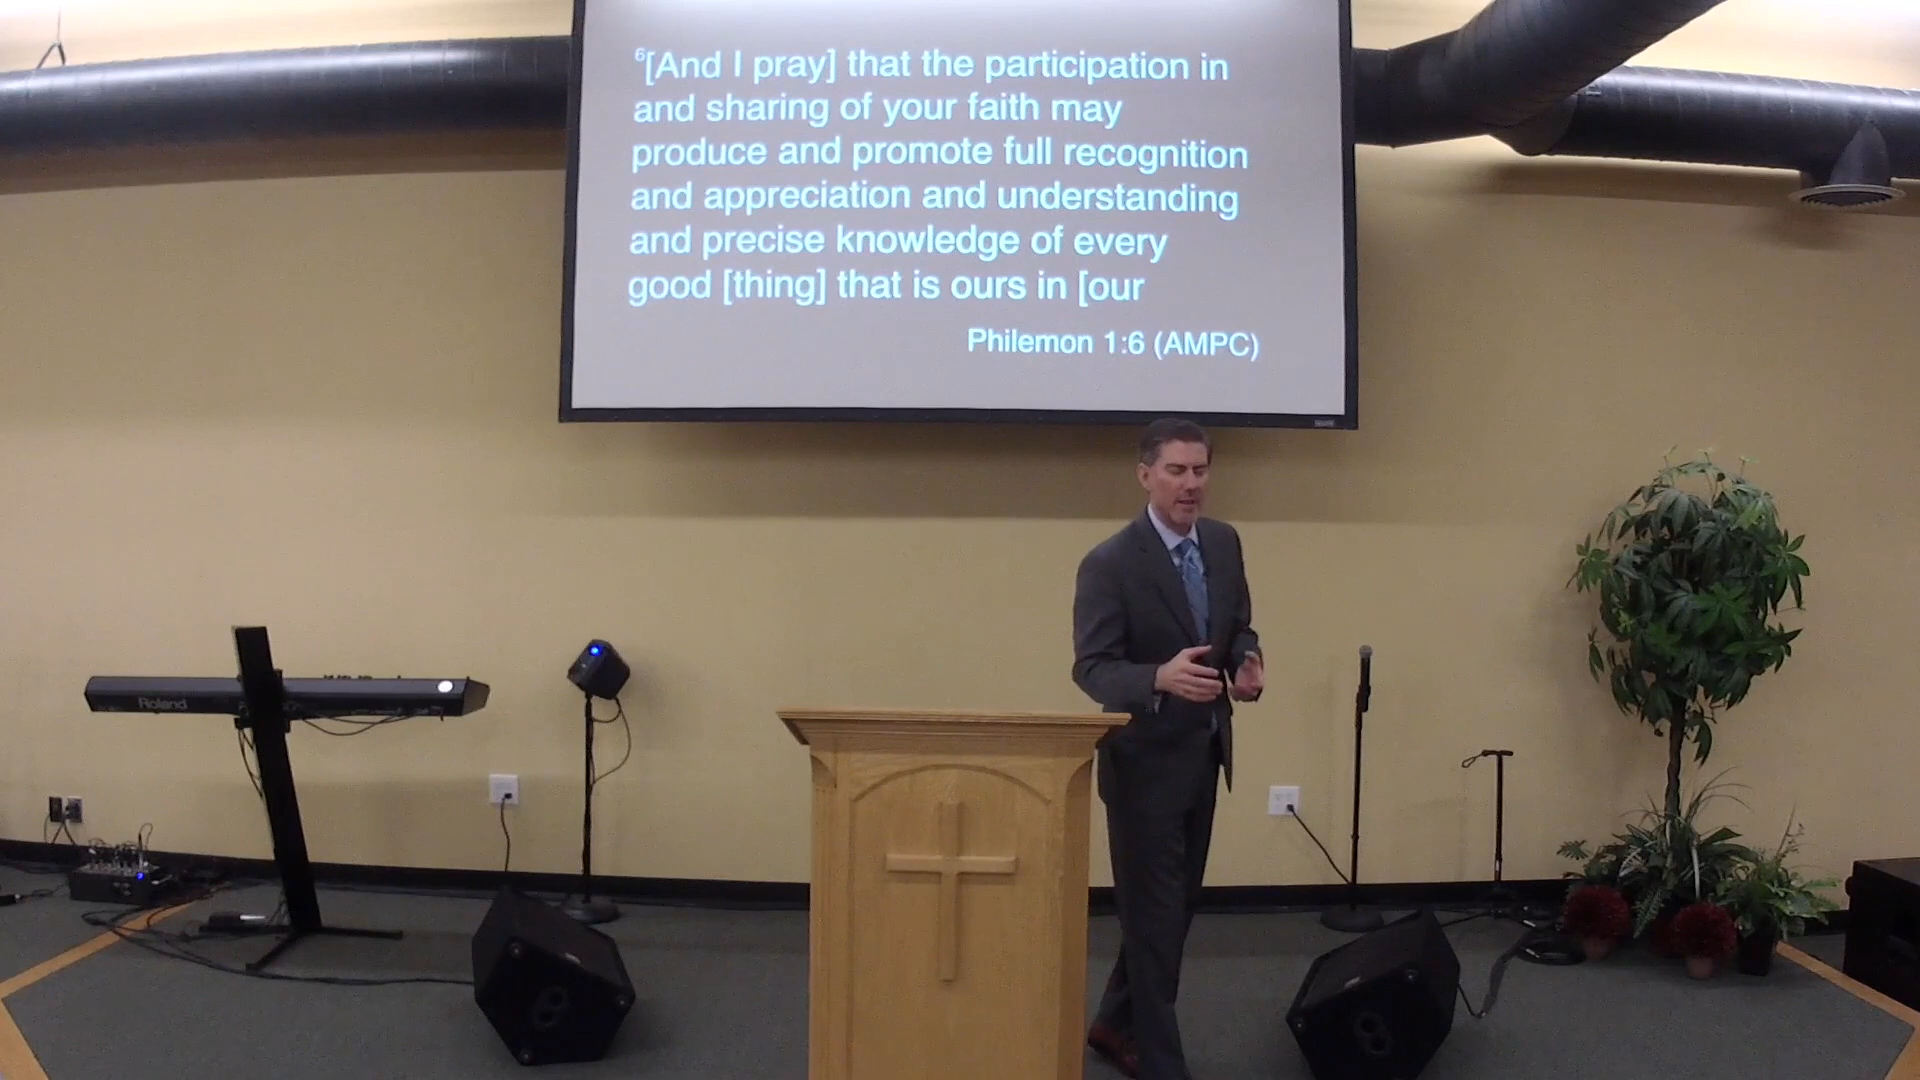 6[And I pray] that the participation in
and sharing of your faith may
produce and promote full recognition
and appreciation and understanding
and precise knowledge of every
good [thing] that is ours in [our
Philemon 1:6 (AMPC)
Roland